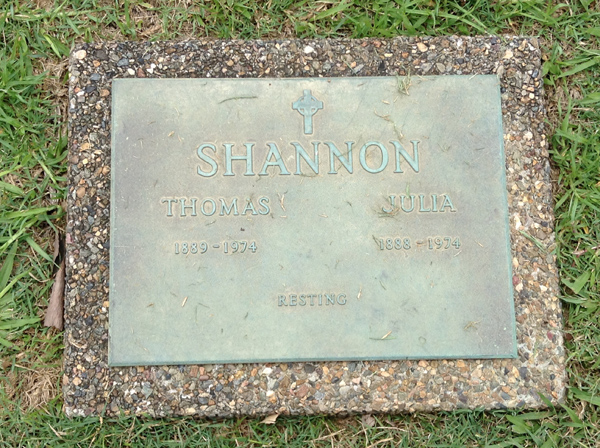 SHANNON
THOMAS JULIA
1889 - 1974 1888 - 1974
RESTING